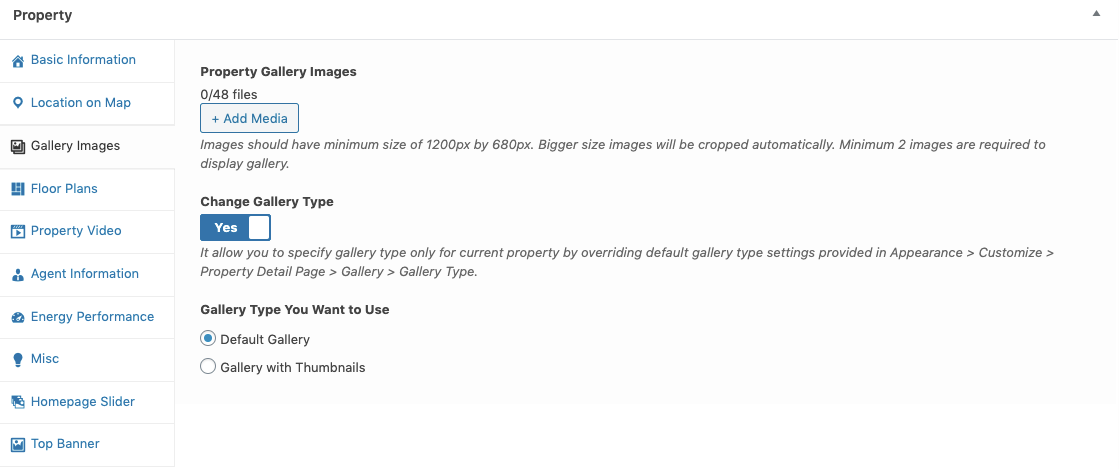 Property
Basic Information
Location on Map
Gallery Images
Floor Plans
Property Video
Agent Information
Energy Performance
Misc
Homepage Slider
Top Banner
Property Gallery Images
0/48 files
+ Add Media
Images should have minimum size of 1200px by 680px. Bigger size images will be cropped automatically. Minimum 2 images are required to
display gallery.
Change Gallery Type
Yes
It allow you to specify gallery type only for current property by overriding default gallery type settings provided in Appearance > Customize >
Property Detail Page > Gallery > Gallery Type.
Gallery Type You Want to Use
Default Gallery
Gallery with Thumbnails